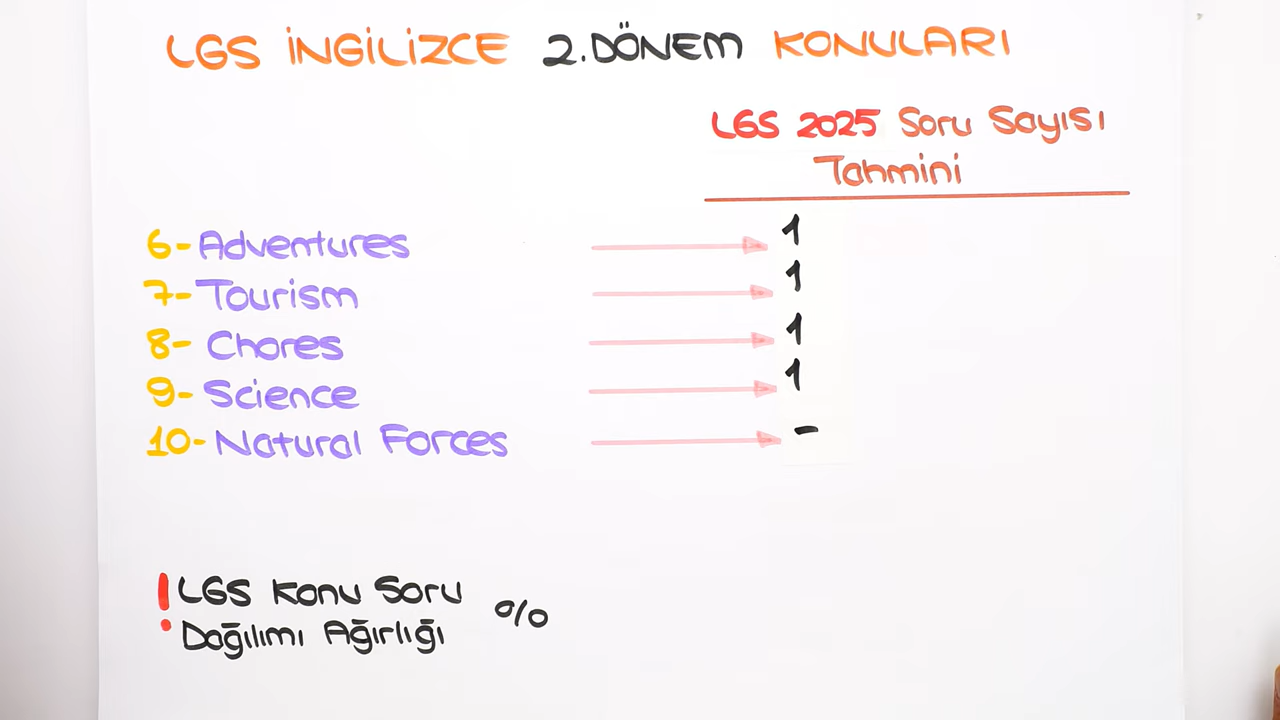 LGS İNGİLİZCE 2.DÖNEM KONULARI
LGS 2025 Soru Sayısı
Tahmini
6- Adventures 1
7- Tourism 1
8- Chores 1
9- Science 1
10- Natural Forces -
! LGS Konu Soru
Dağılımı Ağırlığı %